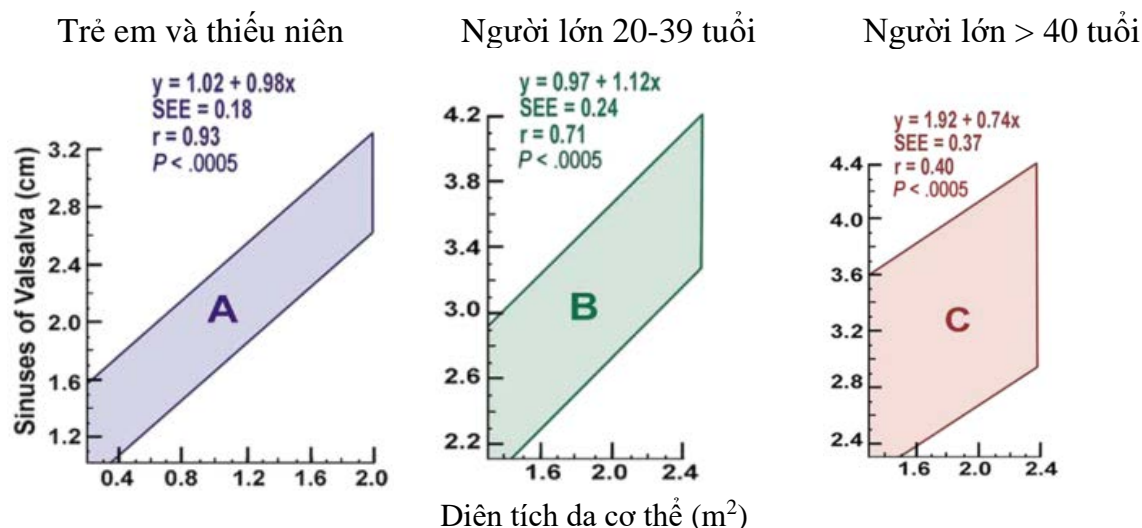 Trẻ em và thiếu niên
Người lớn 20-39 tuổi
Người lớn > 40 tuổi
y = 1.02 + 0.98x
SEE = 0.18
r = 0.93
P < .0005
Sinuses of Valsalva (cm)
3.2
2.8
2.4
2.0
1.6
1.2
A
0.4 0.8 1.2 1.6 2.0
y = 0.97 + 1.12x
SEE = 0.24
r = 0.71
P < .0005
4.2
3.8
3.4
3.0
2.6
2.2
B
1.6 2.0 2.4
y = 1.92 + 0.74x
SEE = 0.37
r = 0.40
P < .0005
4.4
4.0
3.6
3.2
2.8
2.4
C
1.6 2.0 2.4
Diện tích da cơ thể (m²)